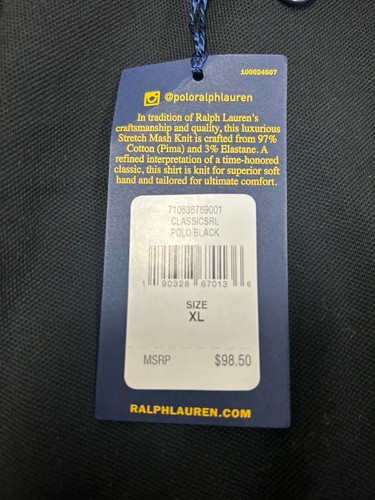 100024507
@poloralphlauren
In tradition of Ralph Lauren's
craftsmanship and quality, this luxurious
Stretch Mash Knit is crafted from 97%
Cotton (Pima) and 3% Elastane. A
refined interpretation of a time-honored
classic, this shirt is knit for superior soft
hand and tailored for ultimate comfort.
710636769001
CLASSICSRL
POLO BLACK
1 90328 67013 6
SIZE
XL
MSRP $98.50
RALPHLAUREN.COM